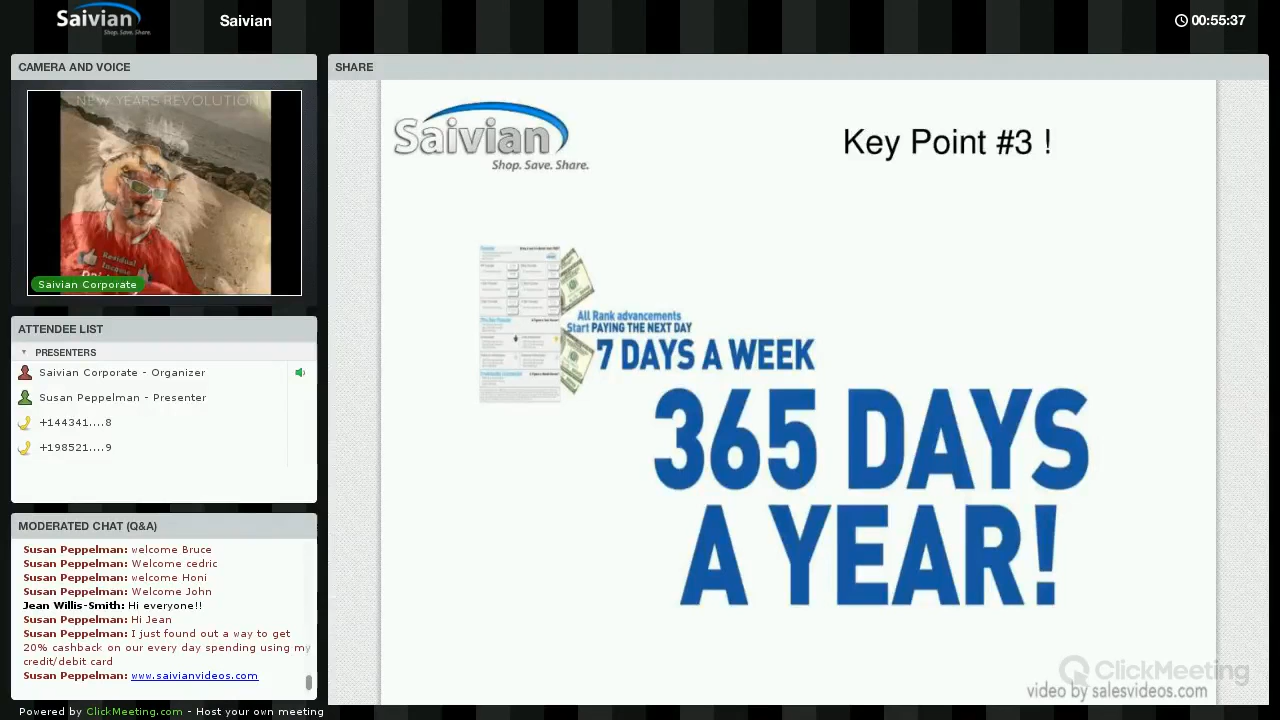 Saivian
Shop. Save. Share.
Saivian
00:55:37
CAMERA AND VOICE
NEW YEARS REVOLUTION
Residual
Income
Saivian Corporate
ATTENDEE LIST
PRESENTERS
Saivian Corporate - Organizer
Susan Peppelman - Presenter
+144341....8
+198521....9
MODERATED CHAT (Q&A)
Susan Peppelman: welcome Bruce
Susan Peppelman: Welcome cedric
Susan Peppelman: welcome Honi
Susan Peppelman: Welcome John
Jean Willis-Smith: Hi everyone!!
Susan Peppelman: Hi Jean
Susan Peppelman: I just found out a way to get
20% cashback on our every day spending using my
credit/debit card
Susan Peppelman: www.saivianvideos.com
Powered by ClickMeeting.com - Host your own meeting
SHARE
Saivian
Shop. Save. Share.
Key Point #3 !
All Rank advancements
Start PAYING THE NEXT DAY
7 DAYS A WEEK
365 DAYS
A YEAR!
ClickMeeting
video by salesvideos.com